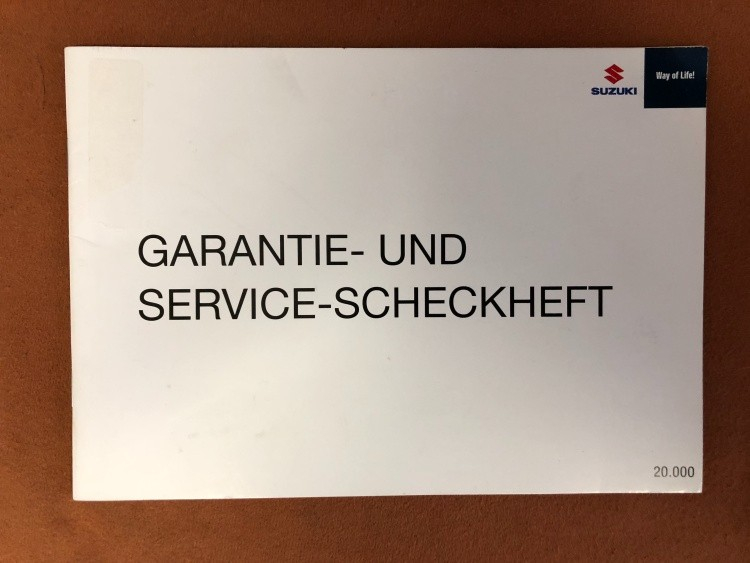 SUZUKI
Way of Life!
GARANTIE- UND
SERVICE-SCHECKHEFT
20.000